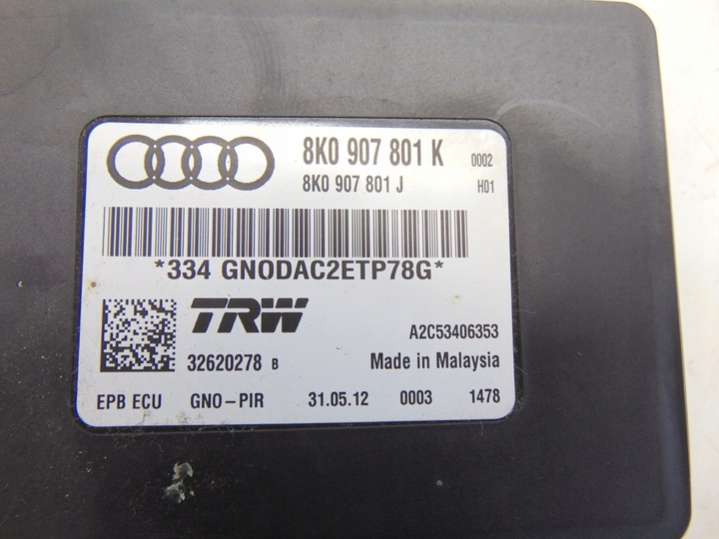 8K0 907 801 K 0002
8K0 907 801 J H01
*334 GNODAC2ETP78G*
TRW
A2C53406353
32620278 B Made in Malaysia
EPB ECU GNO-PIR 31.05.12 0003 1478